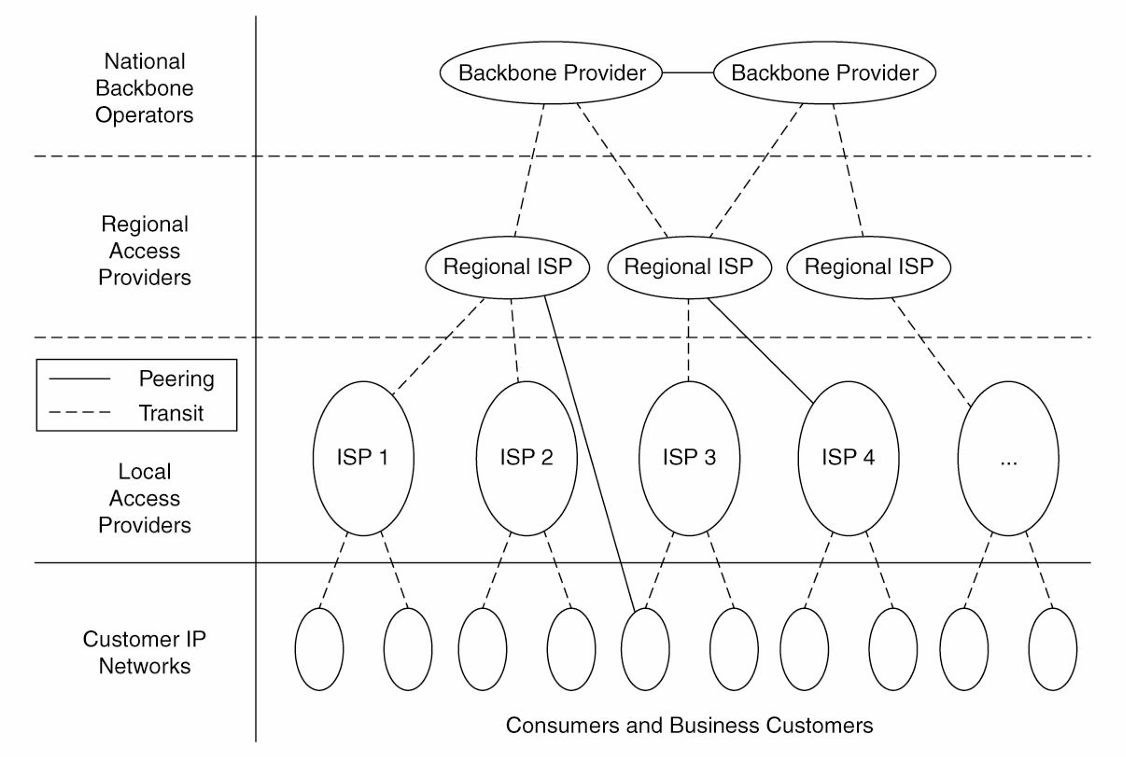 National
Backbone
Operators
Backbone Provider
Backbone Provider
Regional
Access
Providers
Regional ISP
Regional ISP
Regional ISP
Peering
Transit
Local
Access
Providers
ISP 1
ISP 2
ISP 3
ISP 4
...
Customer IP
Networks
Consumers and Business Customers